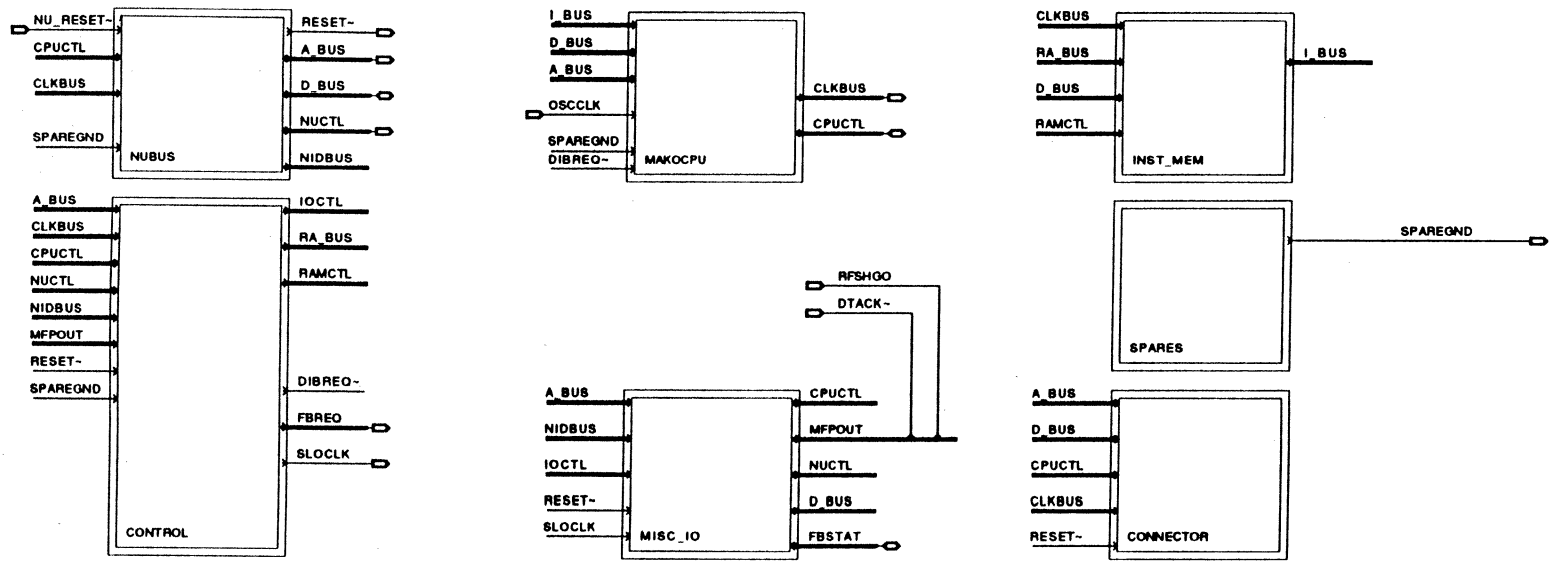 NU_RESET~
CPUCTL
CLKBUS
SPAREGND
NUBUS
RESET~
A_BUS
D_BUS
NUCTL
NIDBUS
I_BUS
D_BUS
A_BUS
OSCCLK
SPAREGND
DIBREQ~
MAKOCPU
CLKBUS
CPUCTL
CLKBUS
RA_BUS
D_BUS
RAMCTL
INST_MEM
I_BUS
A_BUS
CLKBUS
CPUCTL
NUCTL
NIDBUS
MFPOUT
RESET~
SPAREGND
CONTROL
IOCTL
RA_BUS
RAMCTL
DIBREQ~
FBREQ
SLOCLK
RFSHGO
DTACK~
A_BUS
NIDBUS
IOCTL
RESET~
SLOCLK
MISC_IO
CPUCTL
MFPOUT
NUCTL
D_BUS
FBSTAT
SPARES
SPAREGND
A_BUS
D_BUS
CPUCTL
CLKBUS
RESET~
CONNECTOR